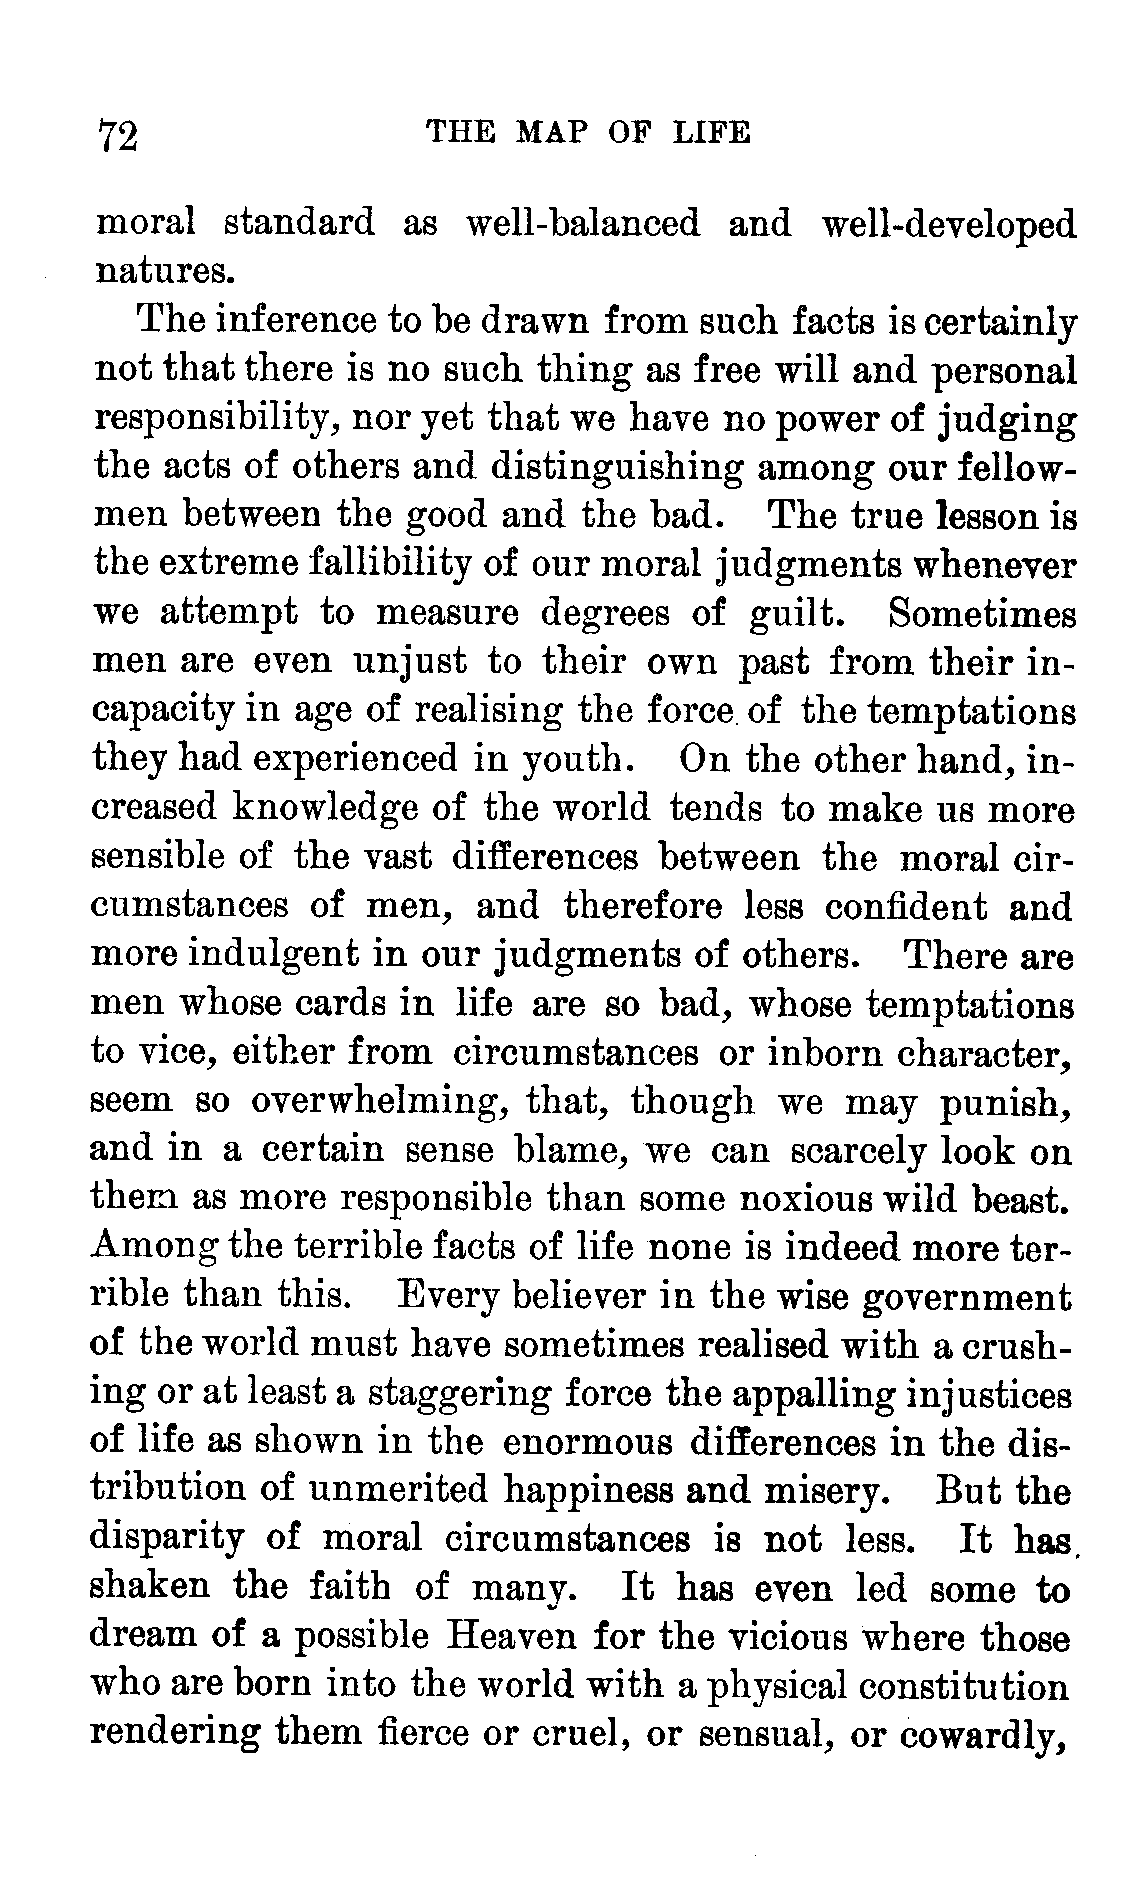 72 THE MAP OF LIFE
moral standard as well-balanced and well-developed
natures.
The inference to be drawn from such facts is certainly
not that there is no such thing as free will and personal
responsibility, nor yet that we have no power of judging
the acts of others and distinguishing among our fellow-
men between the good and the bad. The true lesson is
the extreme fallibility of our moral judgments whenever
we attempt to measure degrees of guilt. Sometimes
men are even unjust to their own past from their in-
capacity in age of realising the force of the temptations
they had experienced in youth. On the other hand, in-
creased knowledge of the world tends to make us more
sensible of the vast differences between the moral cir-
cumstances of men, and therefore less confident and
more indulgent in our judgments of others. There are
men whose cards in life are so bad, whose temptations
to vice, either from circumstances or inborn character,
seem so overwhelming, that, though we may punish,
and in a certain sense blame, we can scarcely look on
them as more responsible than some noxious wild beast.
Among the terrible facts of life none is indeed more ter-
rible than this. Every believer in the wise government
of the world must have sometimes realised with a crush-
ing or at least a staggering force the appalling injustices
of life as shown in the enormous differences in the dis-
tribution of unmerited happiness and misery. But the
disparity of moral circumstances is not less. It has
shaken the faith of many. It has even led some to
dream of a possible Heaven for the vicious where those
who are born into the world with a physical constitution
rendering them fierce or cruel, or sensual, or cowardly,